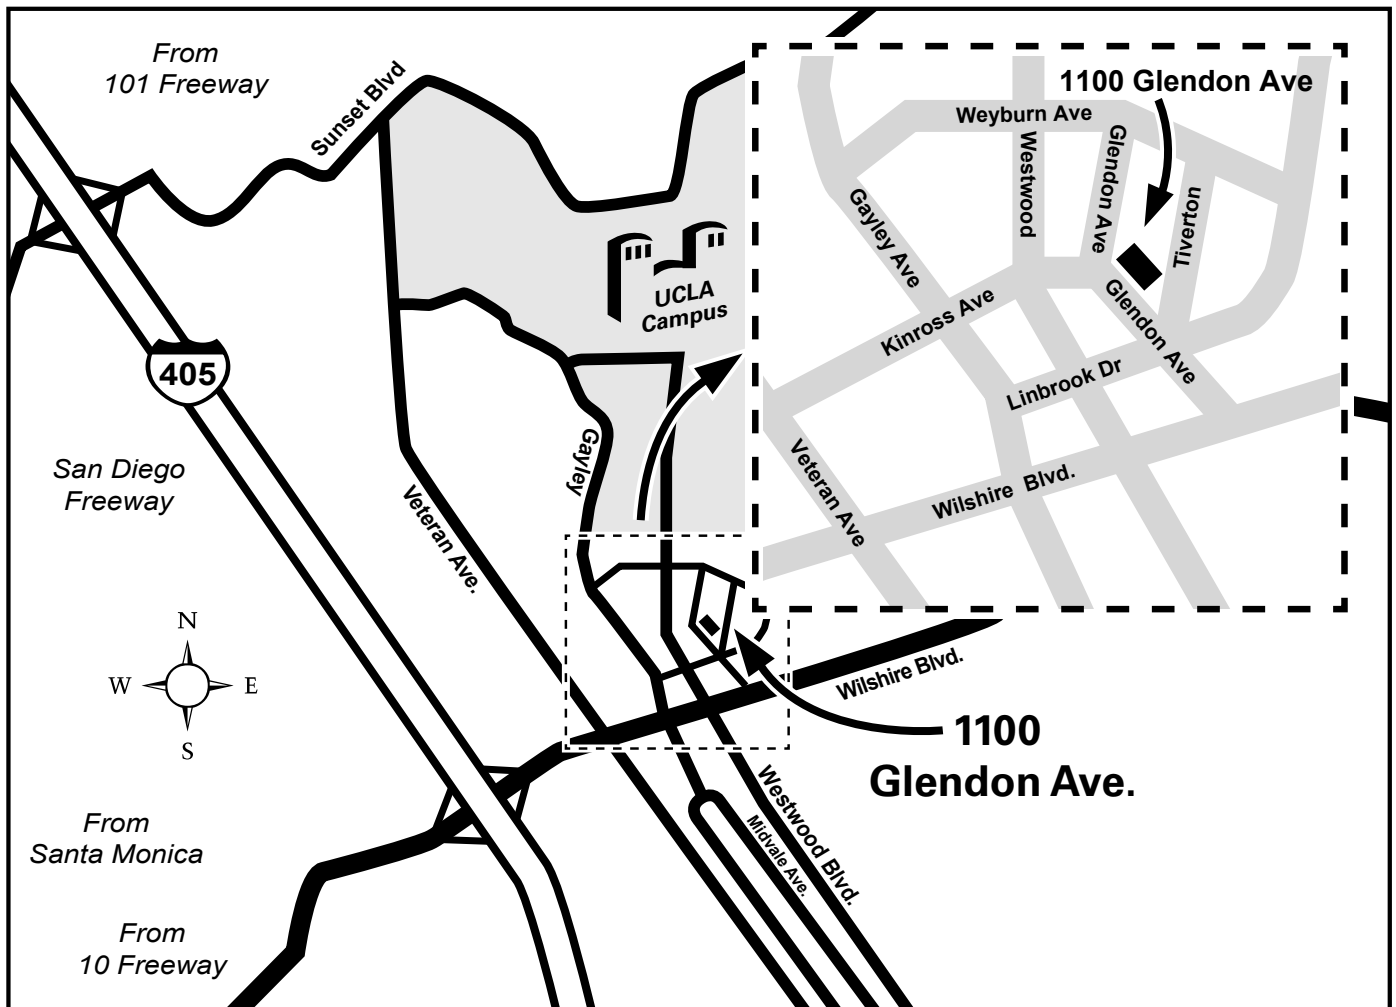 From
101 Freeway
Sunset Blvd
1100 Glendon Ave
Weyburn Ave
Westwood
Glendon Ave
Tiverton
Gayley Ave
Kinross Ave
Glendon Ave
Linbrook Dr
Veteran Ave
Wilshire Blvd.
UCLA
Campus
405
San Diego
Freeway
Gayley
Veteran Ave.
N
W
E
S
Wilshire Blvd.
1100
Glendon Ave.
Westwood Blvd.
Midvale Ave.
From
Santa Monica
From
10 Freeway